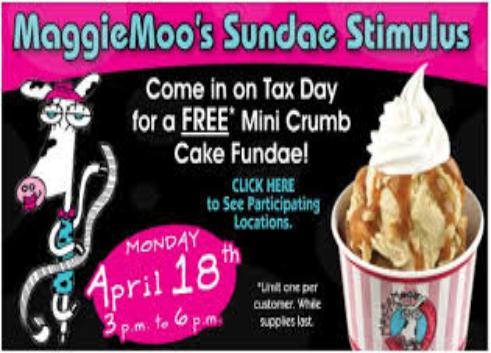 MaggieMoo's Sundae Stimulus
Come in on Tax Day
for a FREE* Mini Crumb
Cake Fundae!
CLICK HERE
to See Participating
Locations.
MONDAY
April 18th
3 p.m. to 6 p.m.
*Limit one per
customer. While
supplies last.
MaggieMoo's